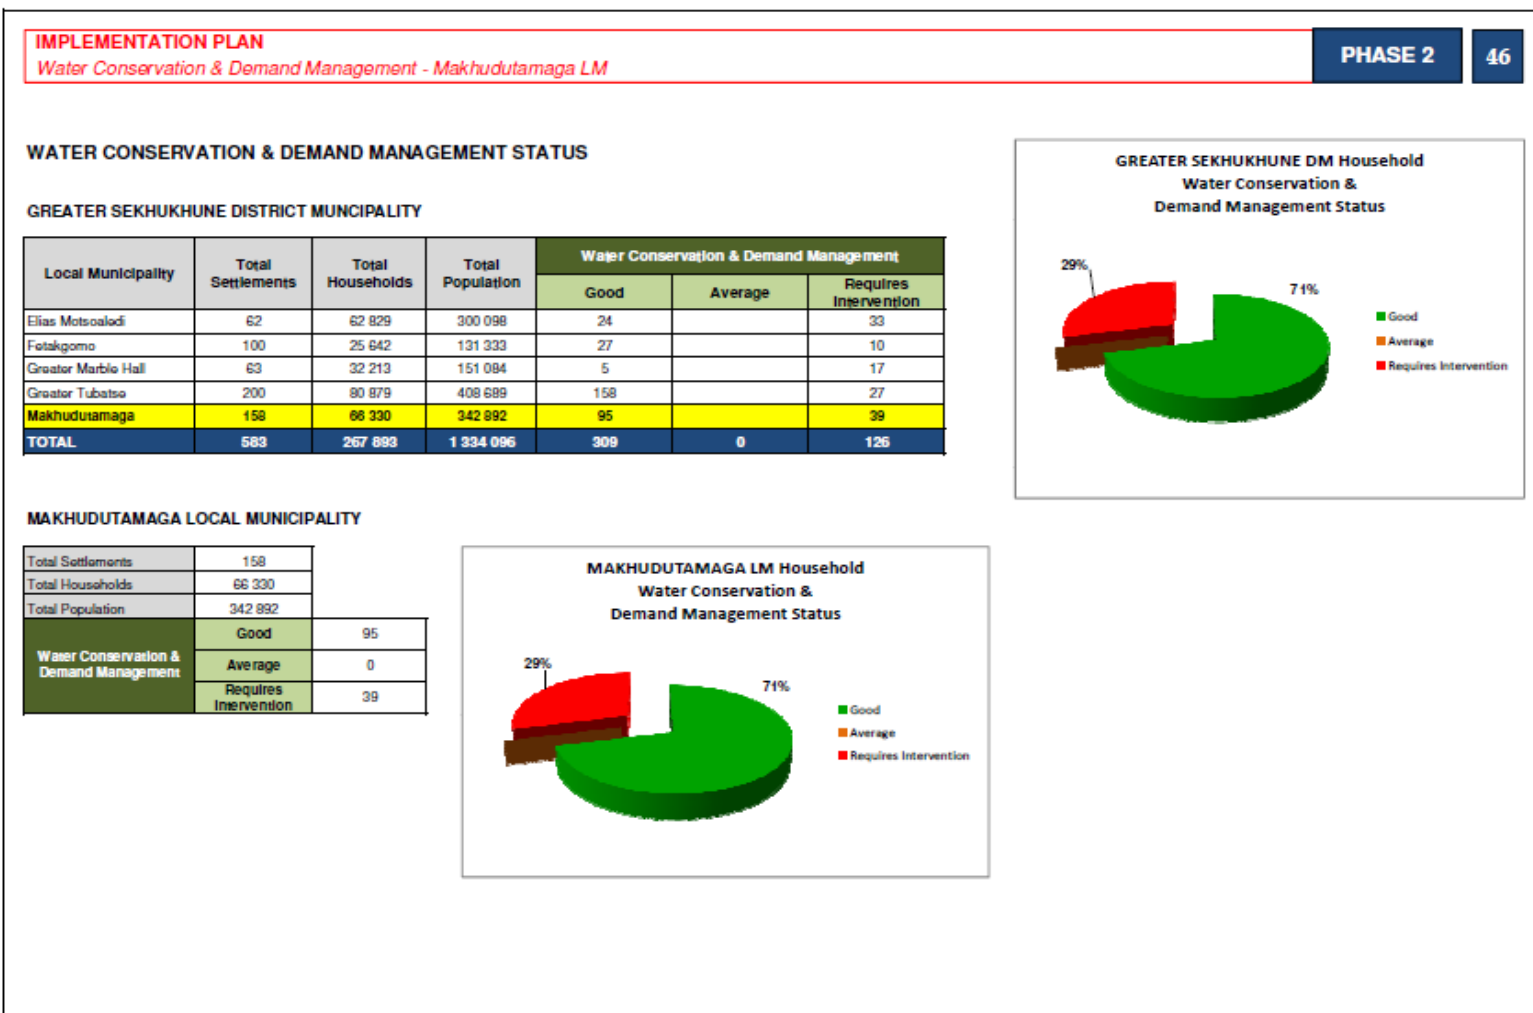 IMPLEMENTATION PLAN
Water Conservation & Demand Management - Makhudutamaga LM
PHASE 2
46
WATER CONSERVATION & DEMAND MANAGEMENT STATUS
GREATER SEKHUKHUNE DISTRICT MUNCIPALITY
Local Municipality Total Settlements Total Households Total Population Water Conservation & Demand Management
Good Average Requires Intervention
Elias Motsoaledi 62 62 829 300 098 24 33
Fetakgomo 100 25 642 131 333 27 10
Greater Marble Hall 63 32 213 151 084 5 17
Greater Tubatse 200 80 879 408 689 158 27
Makhudutamaga 158 66 330 342 892 95 39
TOTAL 583 267 893 1 334 096 309 0 126
GREATER SEKHUKHUNE DM Household
Water Conservation &
Demand Management Status
29%
71%
Good
Average
Requires Intervention
MAKHUDUTAMAGA LOCAL MUNICIPALITY
Total Settlements 158
Total Households 66 330
Total Population 342 892
Water Conservation & Demand Management
Good 95
Average 0
Requires Intervention 39
MAKHUDUTAMAGA LM Household
Water Conservation &
Demand Management Status
29%
71%
Good
Average
Requires Intervention